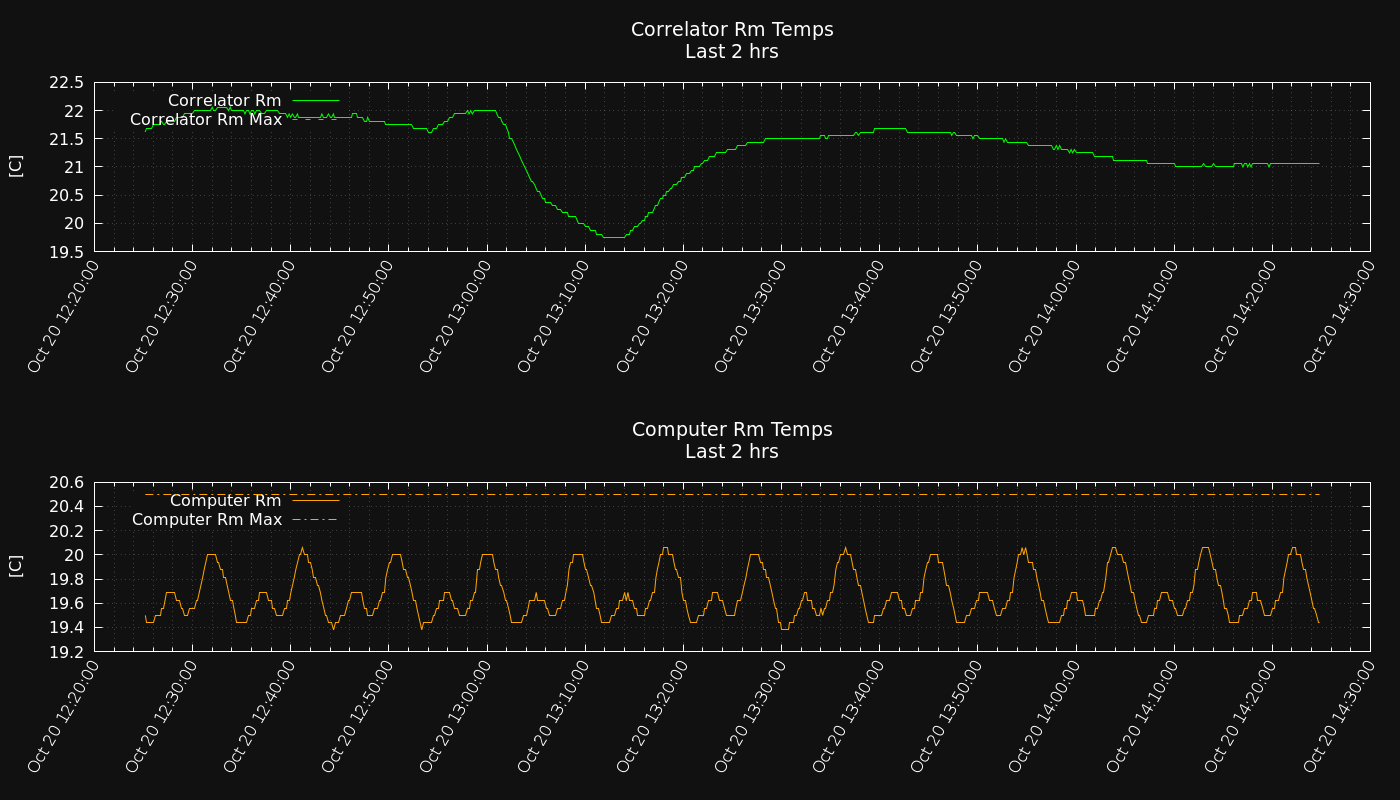 Correlator Rm Temps
Last 2 hrs
22.5
22
21.5
21
20.5
20
19.5
[C]
Correlator Rm
Correlator Rm Max
Oct 20 12:20:00
Oct 20 12:30:00
Oct 20 12:40:00
Oct 20 12:50:00
Oct 20 13:00:00
Oct 20 13:10:00
Oct 20 13:20:00
Oct 20 13:30:00
Oct 20 13:40:00
Oct 20 13:50:00
Oct 20 14:00:00
Oct 20 14:10:00
Oct 20 14:20:00
Oct 20 14:30:00
Computer Rm Temps
Last 2 hrs
20.6
20.4
20.2
20
19.8
19.6
19.4
19.2
[C]
Computer Rm
Computer Rm Max
Oct 20 12:20:00
Oct 20 12:30:00
Oct 20 12:40:00
Oct 20 12:50:00
Oct 20 13:00:00
Oct 20 13:10:00
Oct 20 13:20:00
Oct 20 13:30:00
Oct 20 13:40:00
Oct 20 13:50:00
Oct 20 14:00:00
Oct 20 14:10:00
Oct 20 14:20:00
Oct 20 14:30:00